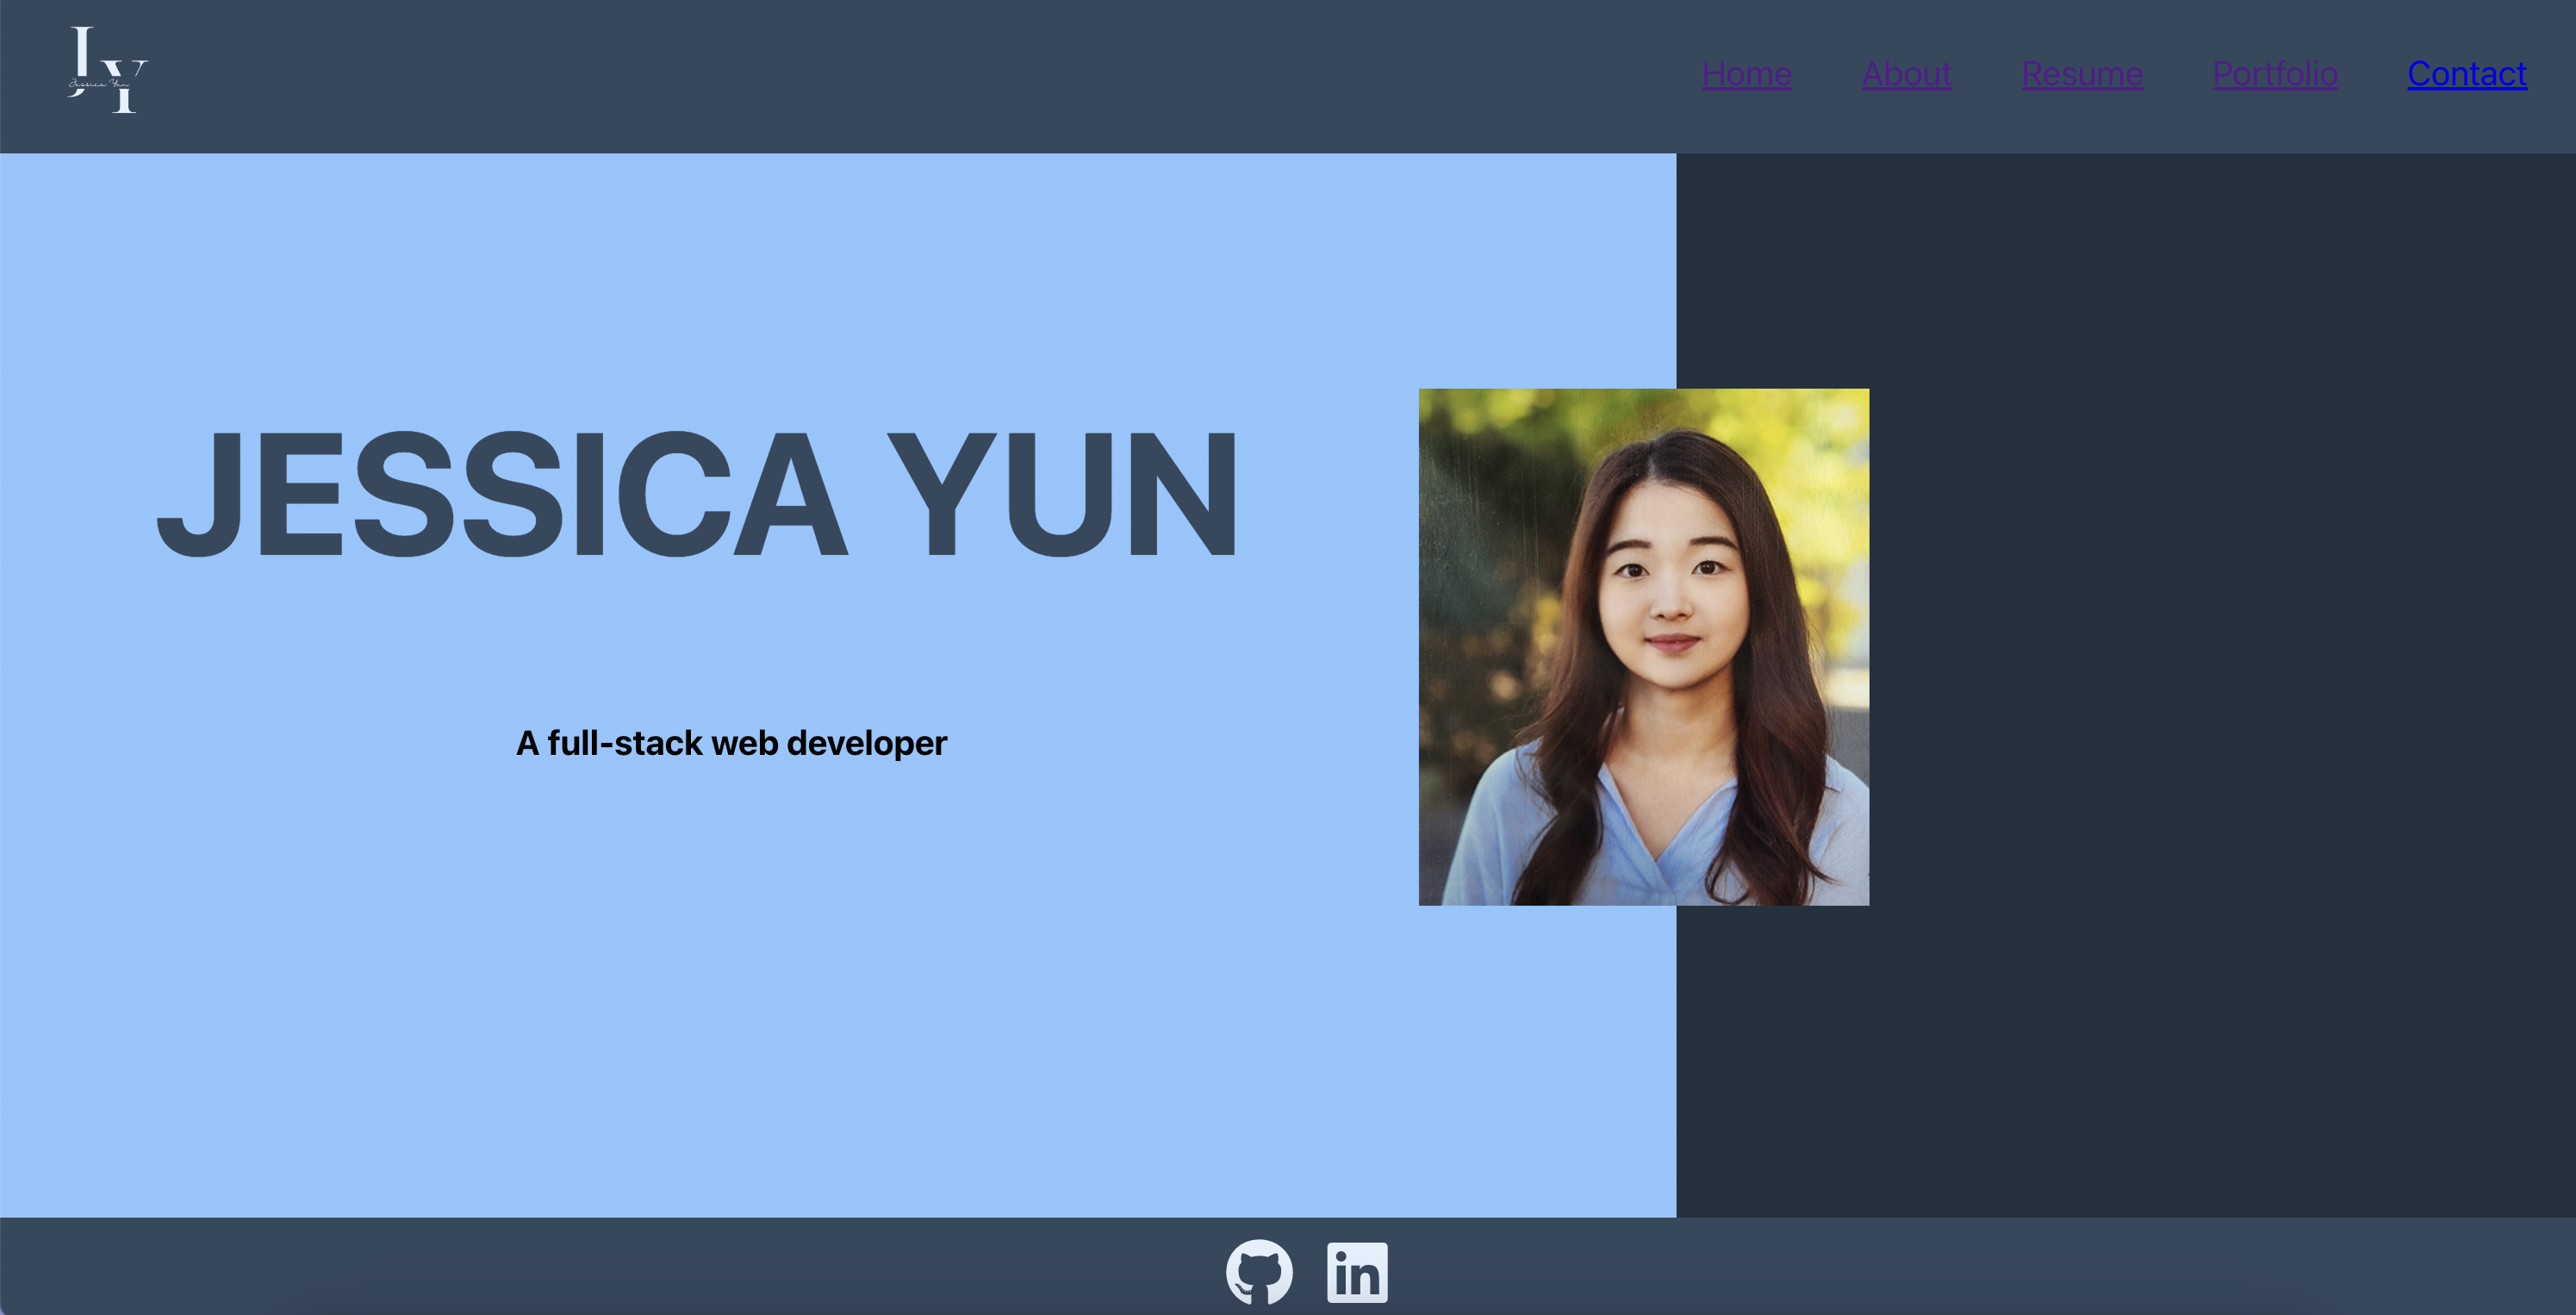 JY
Jessica Yun
Home About Resume Portfolio Contact
JESSICA YUN
A full-stack web developer
in